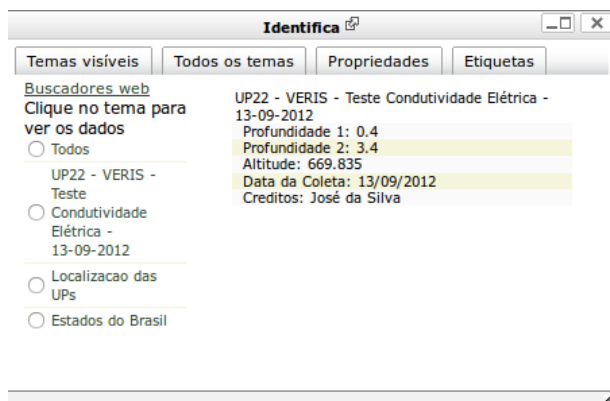 Identifica
Temas visíveis
Todos os temas
Propriedades
Etiquetas
Buscadores web
Clique no tema para
ver os dados
Todos
UP22 - VERIS -
Teste
Condutividade
Elétrica -
13-09-2012
Localizacao das
UPs
Estados do Brasil
UP22 - VERIS - Teste Condutividade Elétrica -
13-09-2012
Profundidade 1: 0.4
Profundidade 2: 3.4
Altitude: 669.835
Data da Coleta: 13/09/2012
Creditos: José da Silva